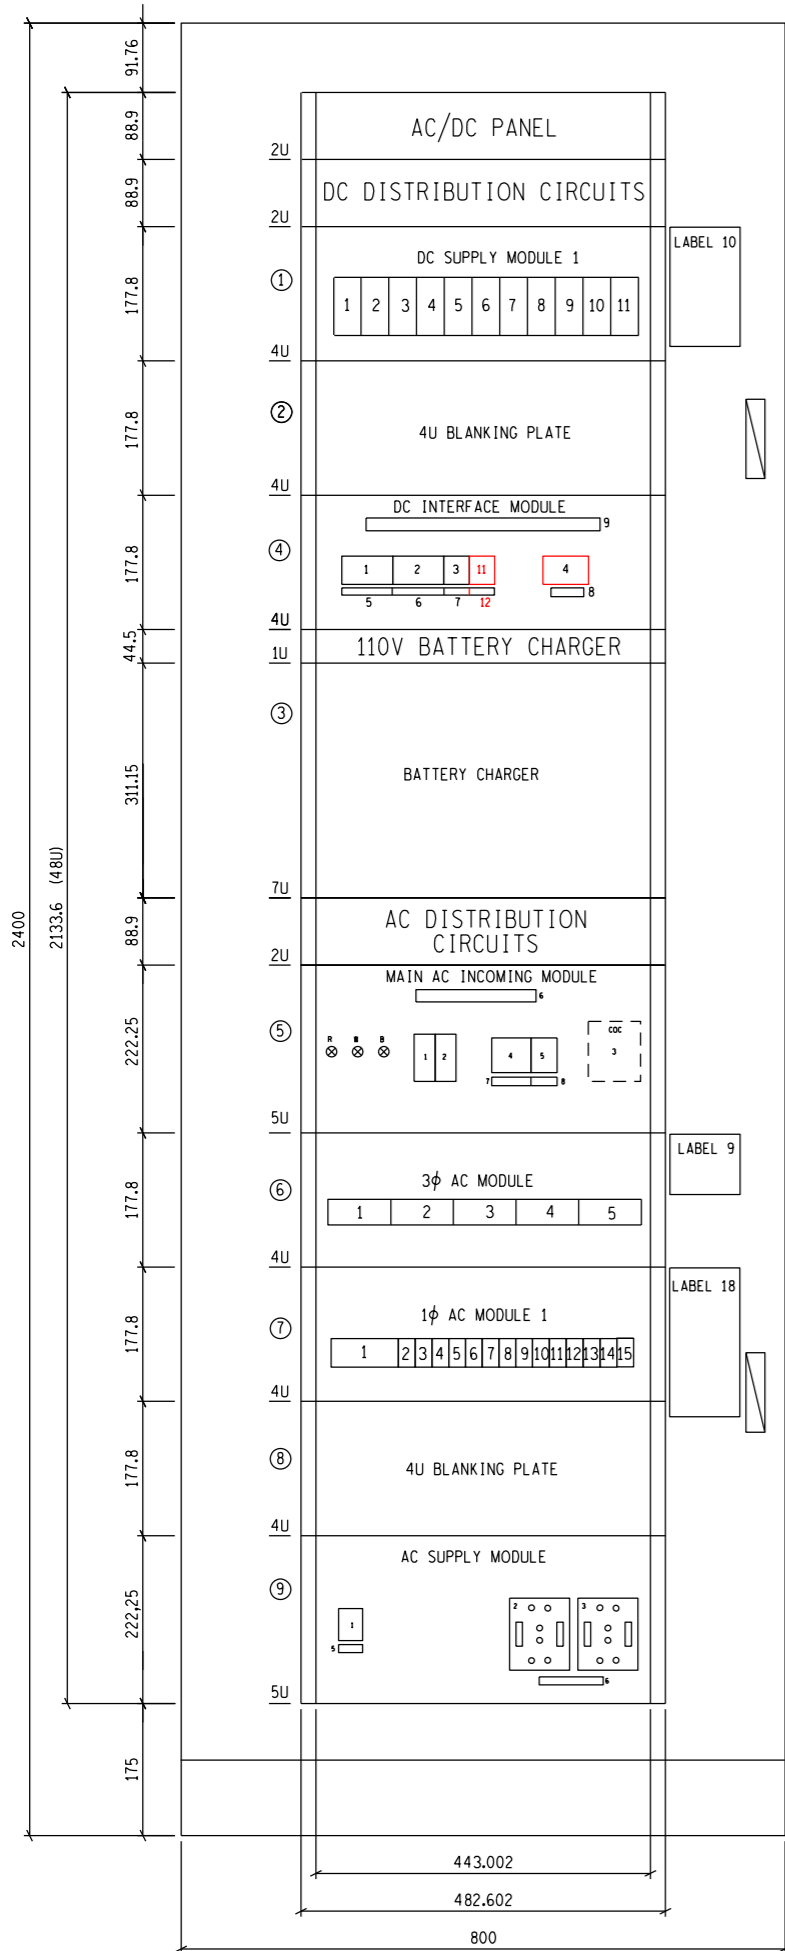 91.76
88.9
AC/DC PANEL
2U
88.9
DC DISTRIBUTION CIRCUITS
2U
LABEL 10
DC SUPPLY MODULE 1
1
177.8
1 2 3 4 5 6 7 8 9 10 11
4U
2
177.8
4U BLANKING PLATE
4U
DC INTERFACE MODULE
9
4
177.8
1 2 3 11 4
8
5 6 7 12
4U
44.5
110V BATTERY CHARGER
1U
3
311.15
BATTERY CHARGER
7U
2400
2133.6 (48U)
88.9
AC DISTRIBUTION
CIRCUITS
2U
MAIN AC INCOMING MODULE
6
5
222.25
R W B
CDC
1 2 4 5 3
7 8
5U
LABEL 9
3φ AC MODULE
6
177.8
1 2 3 4 5
4U
LABEL 18
1φ AC MODULE 1
7
177.8
1 2 3 4 5 6 7 8 9 10 11 12 13 14 15
4U
8
177.8
4U BLANKING PLATE
4U
AC SUPPLY MODULE
9
222,25
2 3
1
5
6
5U
175
443.002
482.602
800